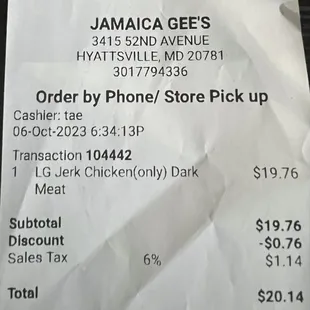 JAMAICA GEE'S
3415 52ND AVENUE
HYATTSVILLE, MD 20781
3017794336
Order by Phone/ Store Pick up
Cashier: tae
06-Oct-2023 6:34:13P
Transaction 104442
1 LG Jerk Chicken(only) Dark $19.76
Meat
Subtotal $19.76
Discount -$0.76
Sales Tax 6% $1.14
Total $20.14